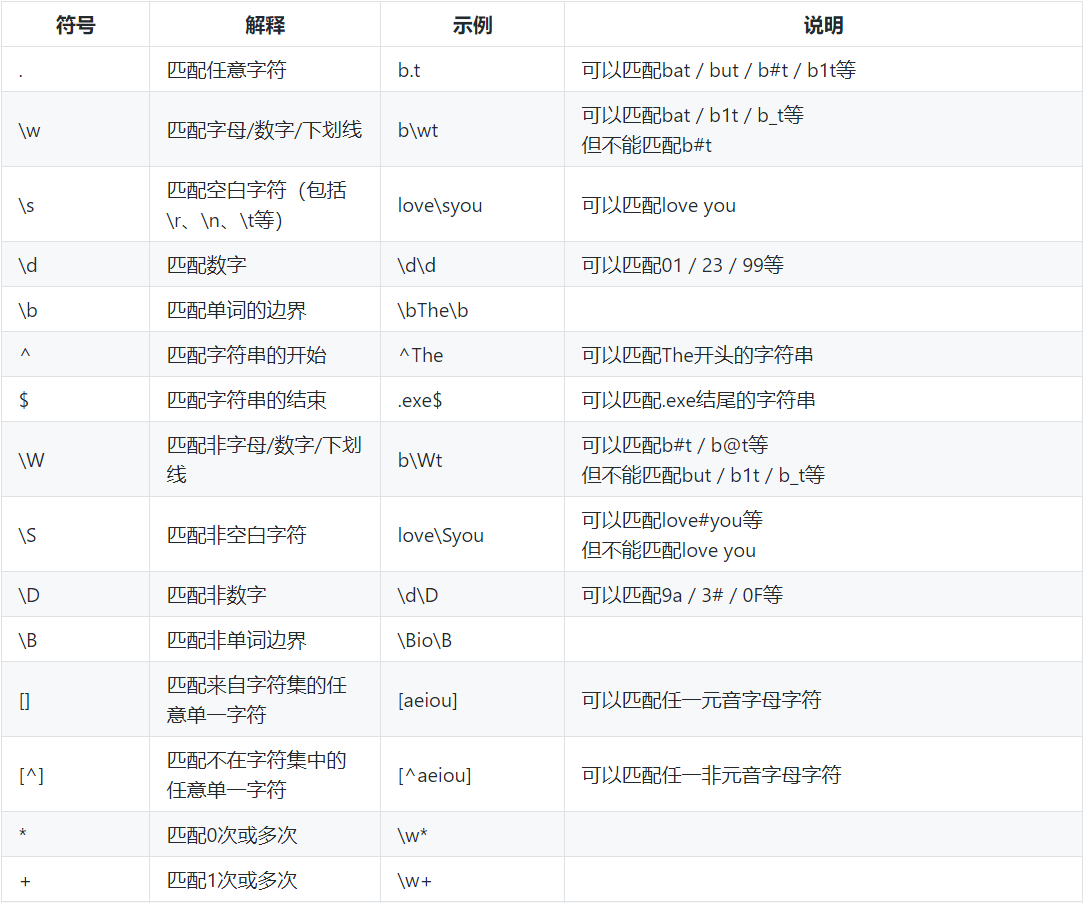 符号 解释 示例 说明
. 匹配任意字符 b.t 可以匹配bat / but / b#t / b1t等
\w 匹配字母/数字/下划线 b\wt 可以匹配bat / b1t / b_t等
但不能匹配b#t
\s 匹配空白字符（包括
\r、\n、\t等） love\syou 可以匹配love you
\d 匹配数字 \d\d 可以匹配01 / 23 / 99等
\b 匹配单词的边界 \bThe\b
^ 匹配字符串的开始 ^The 可以匹配The开头的字符串
$ 匹配字符串的结束 .exe$ 可以匹配.exe结尾的字符串
\W 匹配非字母/数字/下划
线 b\Wt 可以匹配b#t / b@t等
但不能匹配but / b1t / b_t等
\S 匹配非空白字符 love\Syou 可以匹配love#you等
但不能匹配love you
\D 匹配非数字 \d\D 可以匹配9a / 3# / 0F等
\B 匹配非单词边界 \Bio\B
[] 匹配来自字符集的任
意单一字符 [aeiou] 可以匹配任一元音字母字符
[^] 匹配不在字符集中的
任意单一字符 [^aeiou] 可以匹配任一非元音字母字符
* 匹配0次或多次 \w*
+ 匹配1次或多次 \w+